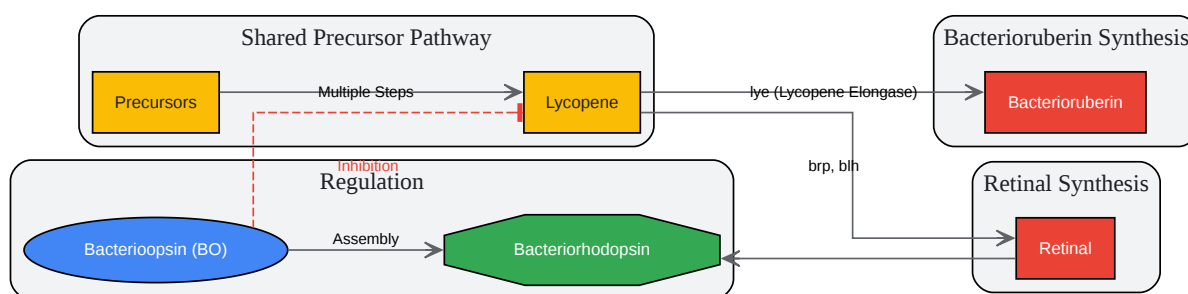 Shared Precursor Pathway
Bacterioruberin Synthesis
Precursors
Multiple Steps
Lycopene
lye (Lycopene Elongase)
Bacterioruberin
Inhibition
brp, blh
Regulation
Retinal Synthesis
Bacterioopsin (BO)
Assembly
Bacteriorhodopsin
Retinal